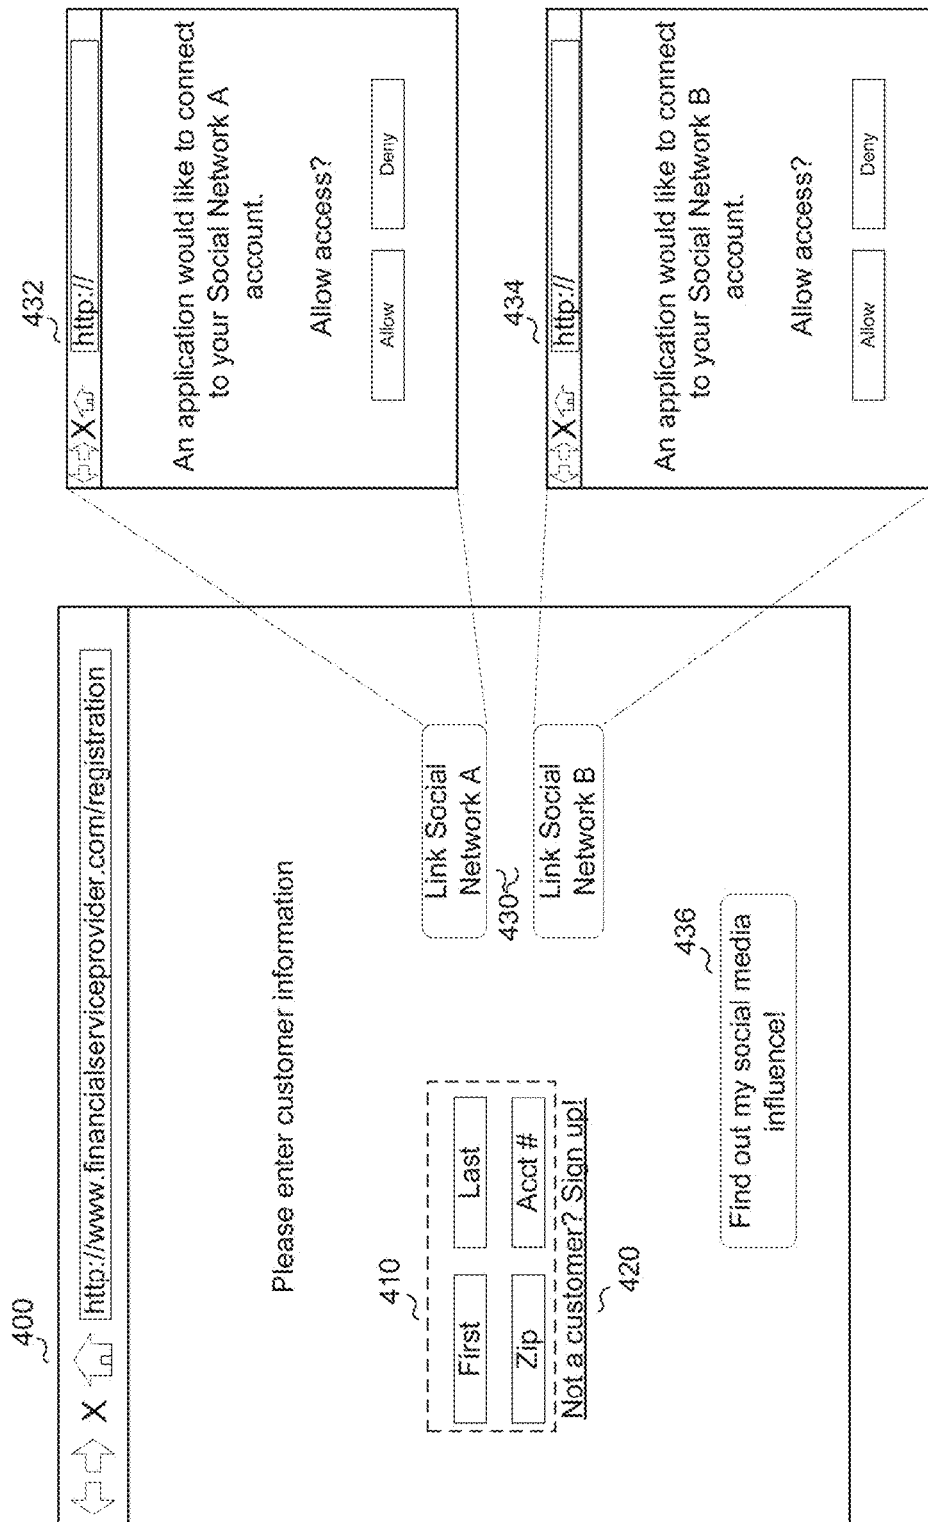 400
X
http://www.financialserviceprovider.com/registration
Please enter customer information
410
First
Last
Zip
Acct #
Not a customer? Sign up!
420
Link Social
Network A
430
Link Social
Network B
436
Find out my social media
influence!
432
X
http://
An application would like to connect
to your Social Network A
account.
Allow access?
Allow
Deny
434
X
http://
An application would like to connect
to your Social Network B
account.
Allow access?
Allow
Deny